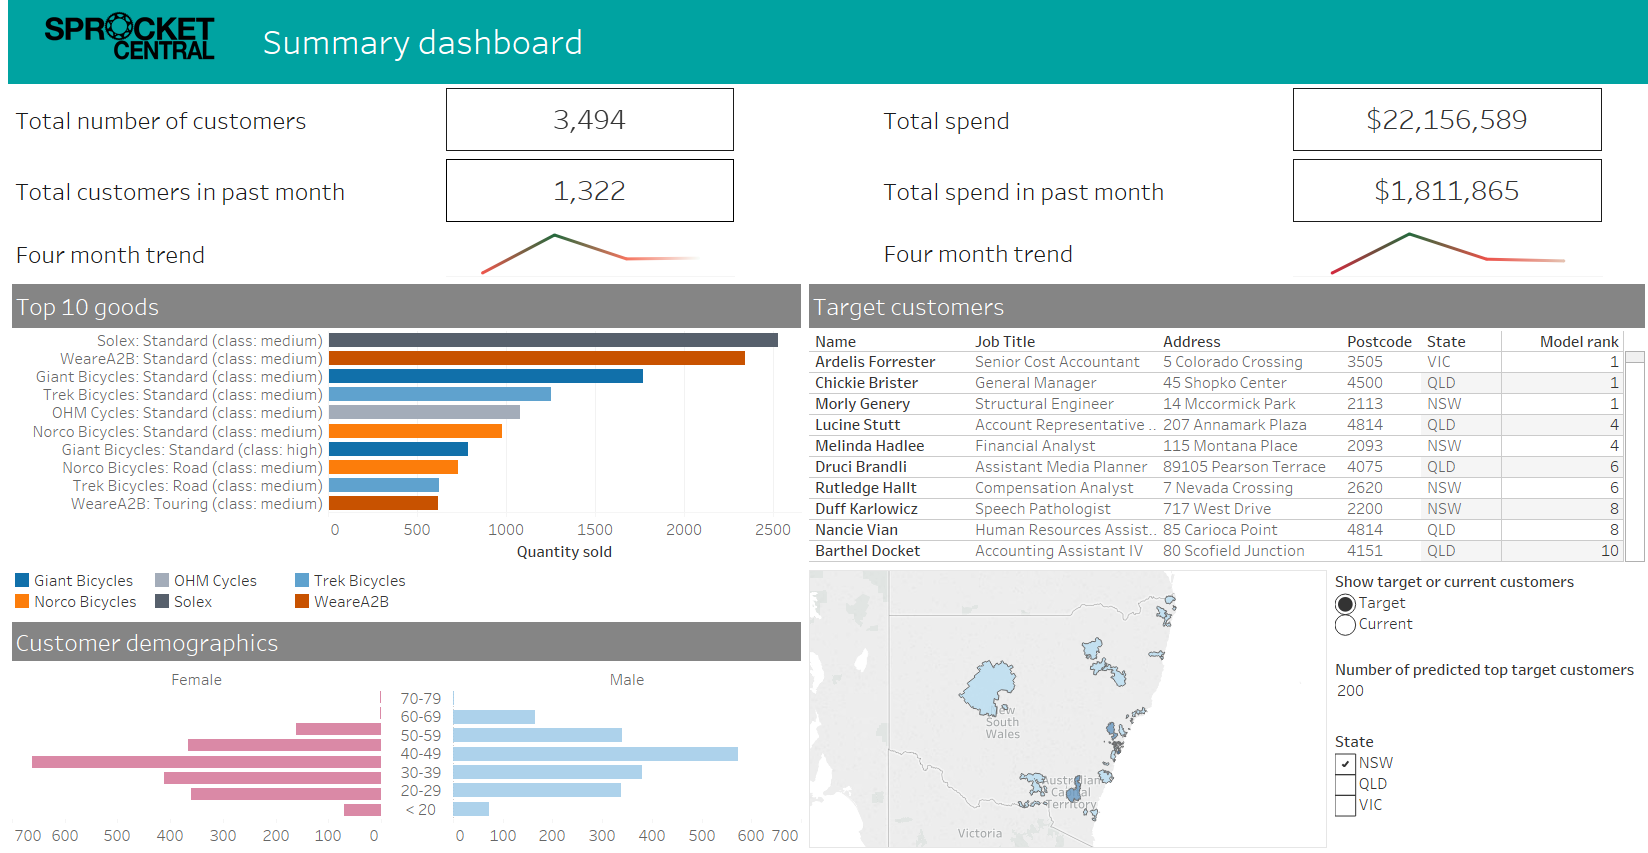 SPROCKET
CENTRAL
Summary dashboard
Total number of customers
3,494
Total spend
$22,156,589
Total customers in past month
1,322
Total spend in past month
$1,811,865
Four month trend
Four month trend
Top 10 goods
Solex: Standard (class: medium)
WeareA2B: Standard (class: medium)
Giant Bicycles: Standard (class: medium)
Trek Bicycles: Standard (class: medium)
OHM Cycles: Standard (class: medium)
Norco Bicycles: Standard (class: medium)
Giant Bicycles: Standard (class: high)
Norco Bicycles: Road (class: medium)
Trek Bicycles: Road (class: medium)
WeareA2B: Touring (class: medium)
0 500 1000 1500 2000 2500
Quantity sold
Giant Bicycles OHM Cycles Trek Bicycles
Norco Bicycles Solex WeareA2B
Customer demographics
Female Male
70-79
60-69
50-59
40-49
30-39
20-29
< 20
700 600 500 400 300 200 100 0 0 100 200 300 400 500 600 700
Target customers
Name Job Title Address Postcode State Model rank
Ardelis Forrester Senior Cost Accountant 5 Colorado Crossing 3505 VIC 1
Chickie Brister General Manager 45 Shopko Center 4500 QLD 1
Morly Genery Structural Engineer 14 Mccormick Park 2113 NSW 1
Lucine Stutt Account Representative .. 207 Annamark Plaza 4814 QLD 4
Melinda Hadlee Financial Analyst 115 Montana Place 2093 NSW 4
Druci Brandli Assistant Media Planner 89105 Pearson Terrace 4075 QLD 6
Rutledge Hallt Compensation Analyst 7 Nevada Crossing 2620 NSW 6
Duff Karlowicz Speech Pathologist 717 West Drive 2200 NSW 8
Nancie Vian Human Resources Assist.. 85 Carioca Point 4814 QLD 8
Barthel Docket Accounting Assistant IV 80 Scofield Junction 4151 QLD 10
New
South
Wales
Australian
Capital
Territory
Victoria
Show target or current customers
Target
Current
Number of predicted top target customers
200
State
NSW
QLD
VIC